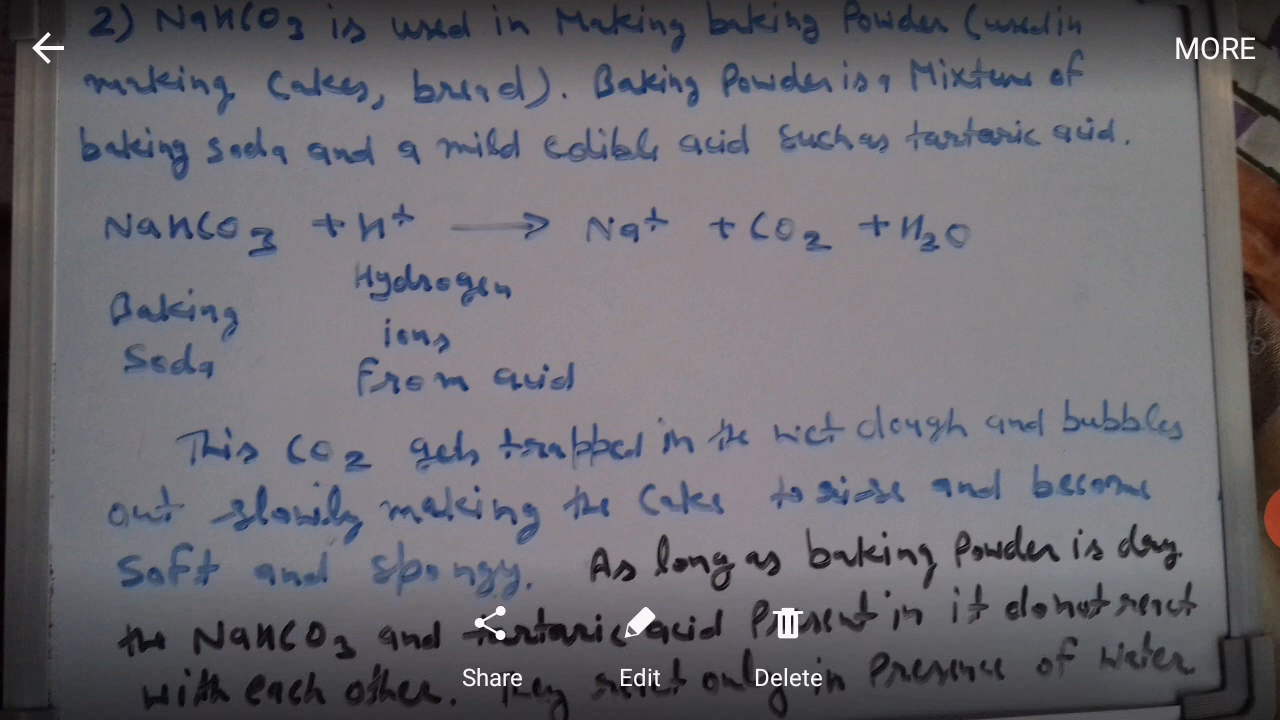 MORE
2) NaHCO3 is used in Making baking Powder (used in
making Cakes, bread). Baking Powder is a Mixture of
baking soda and a mild edible acid such as tartaric acid.
NaHCO3 + H+ → Na+ + CO2 + H2O
Baking Soda
Hydrogen ions From acid
This CO2 gets trapped in the wet dough and bubbles
out slowly making the Cake to rise and become
Soft and Spongy. As long as baking Powder is dry
the NaHCO3 and tartaric acid Present in it do not react
with each other. They react only in Presence of Water
Share Edit Delete